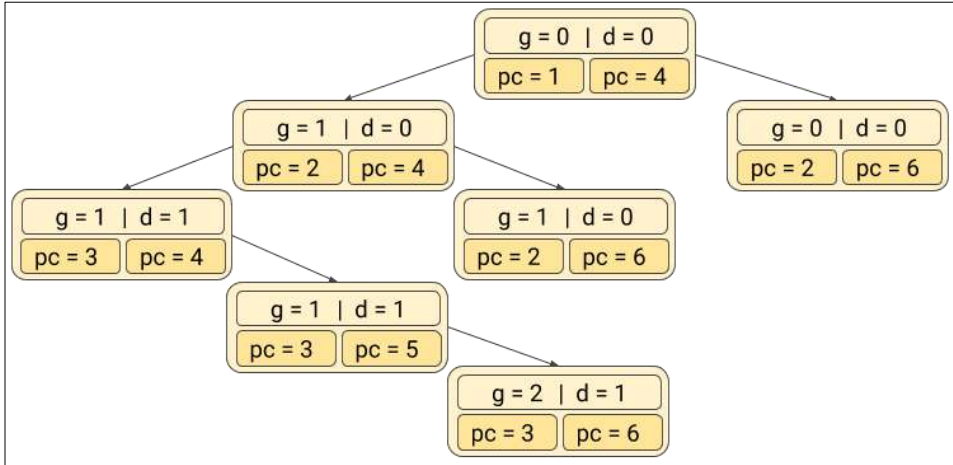 g = 0 | d = 0
pc = 1 pc = 4
g = 1 | d = 0
pc = 2 pc = 4
g = 0 | d = 0
pc = 2 pc = 6
g = 1 | d = 1
pc = 3 pc = 4
g = 1 | d = 0
pc = 2 pc = 6
g = 1 | d = 1
pc = 3 pc = 5
g = 2 | d = 1
pc = 3 pc = 6